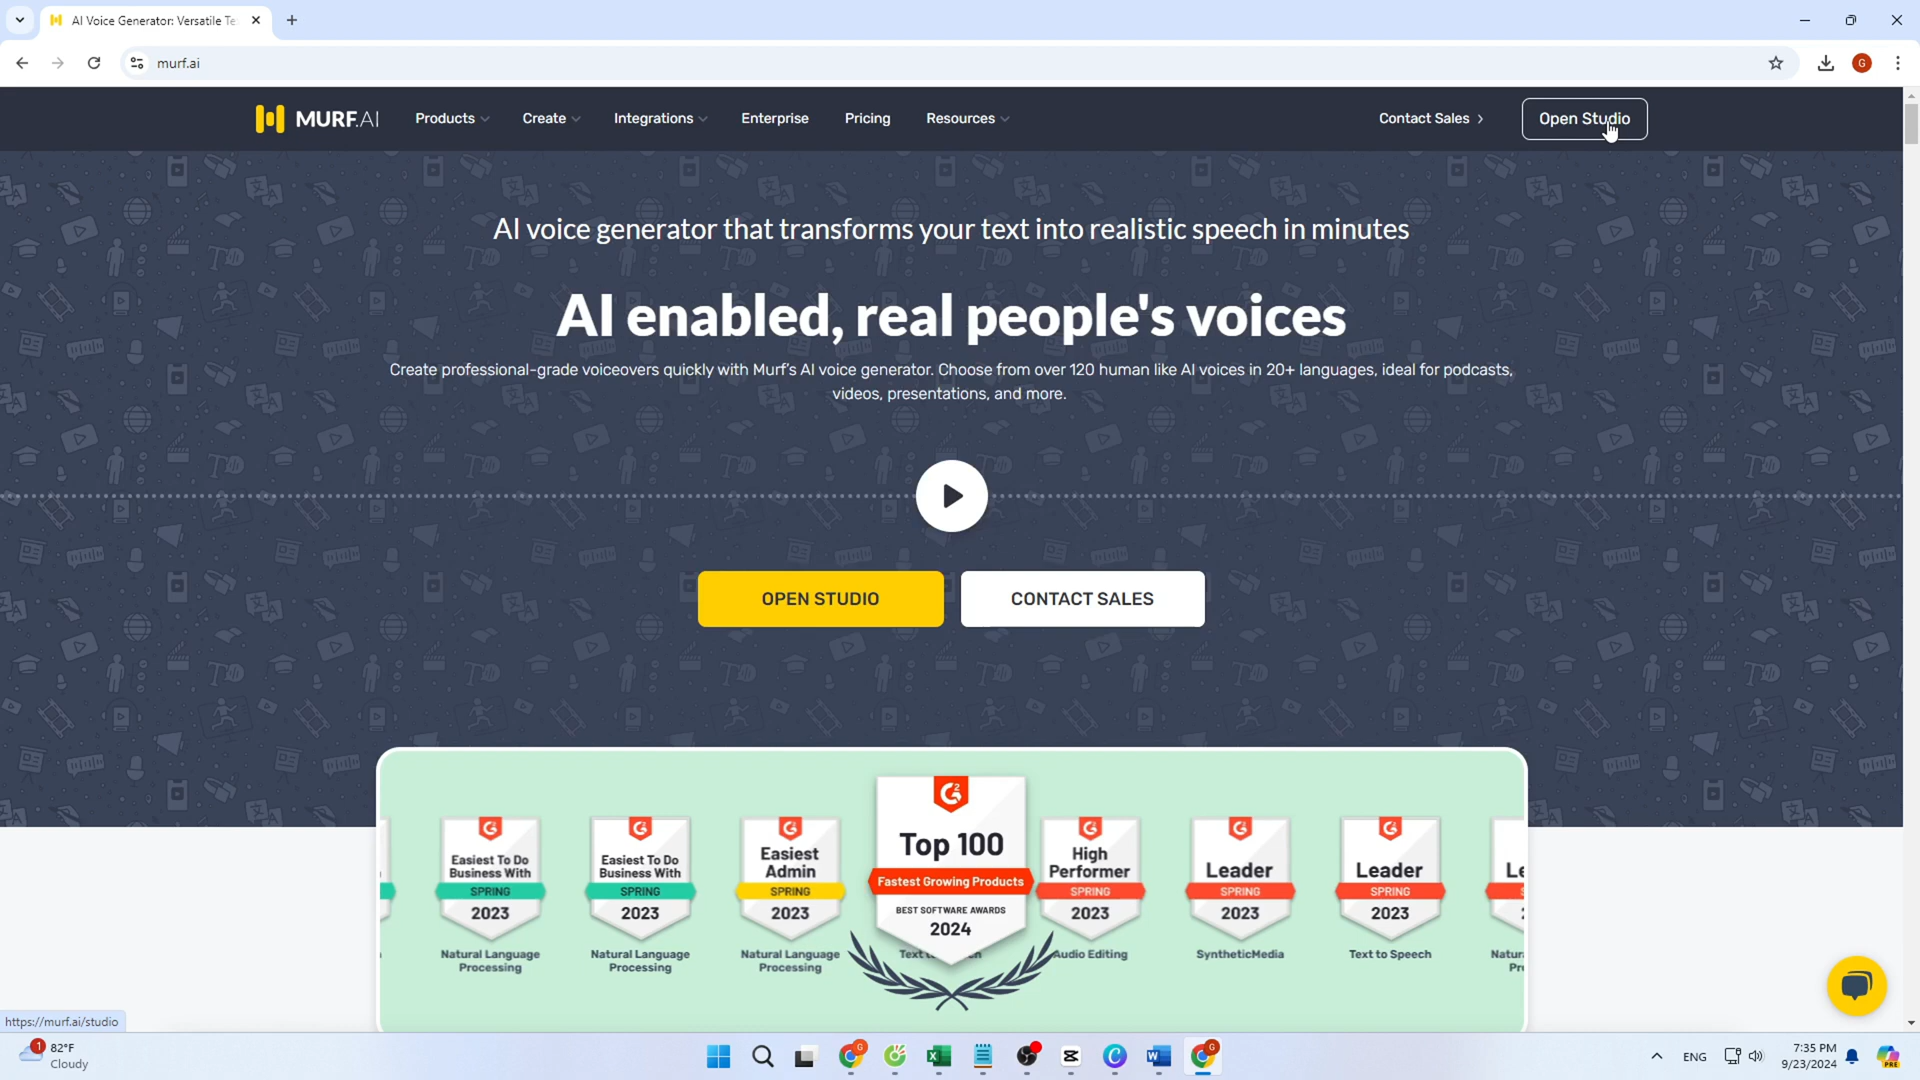 AI Voice Generator: Versatile Te
murf.ai
G
MURF.AI
Products
Create
Integrations
Enterprise
Pricing
Resources
Contact Sales
Open Studio
AI voice generator that transforms your text into realistic speech in minutes
AI enabled, real people's voices
Create professional-grade voiceovers quickly with Murf's AI voice generator. Choose from over 120 human like AI voices in 20+ languages, ideal for podcasts,
videos, presentations, and more.
OPEN STUDIO
CONTACT SALES
Easiest To Do
Business With
SPRING
2023
Natural Language
Processing
Easiest To Do
Business With
SPRING
2023
Natural Language
Processing
Easiest
Admin
SPRING
2023
Natural Language
Processing
Top 100
Fastest Growing Products
BEST SOFTWARE AWARDS
2024
High
Performer
SPRING
2023
Audio Editing
Leader
SPRING
2023
SyntheticMedia
Leader
SPRING
2023
Text to Speech
https://murf.ai/studio
1
82°F
Cloudy
ENG
7:35 PM
9/23/2024
PRE